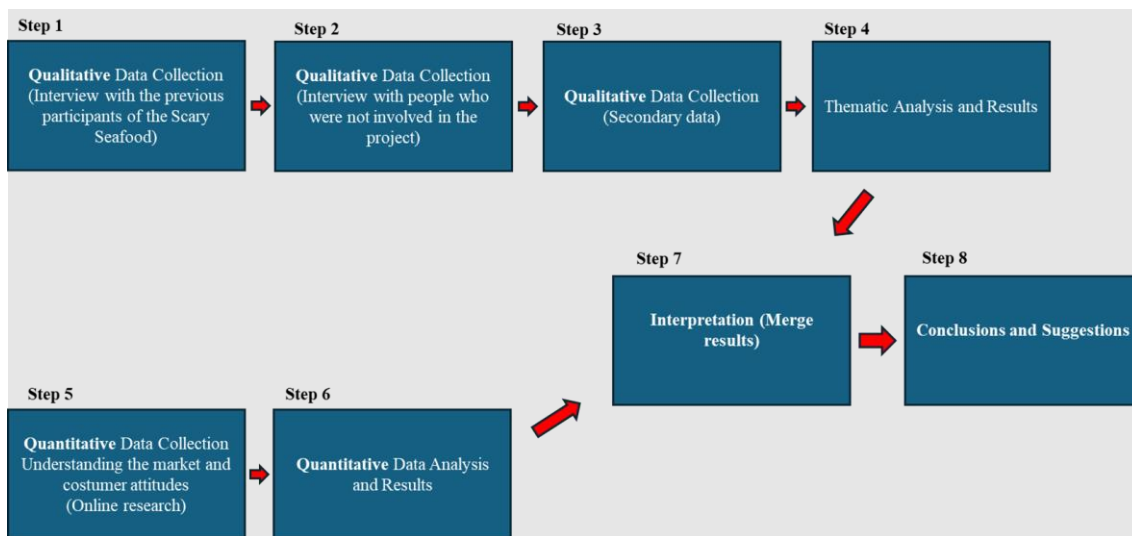 Step 1
Qualitative Data Collection
(Interview with the previous
participants of the Scary
Seafood)
Step 2
Qualitative Data Collection
(Interview with people who
were not involved in the
project)
Step 3
Qualitative Data Collection
(Secondary data)
Step 4
Thematic Analysis and Results
Step 5
Quantitative Data Collection
Understanding the market and
costumer attitudes
(Online research)
Step 6
Quantitative Data Analysis
and Results
Step 7
Interpretation (Merge
results)
Step 8
Conclusions and Suggestions